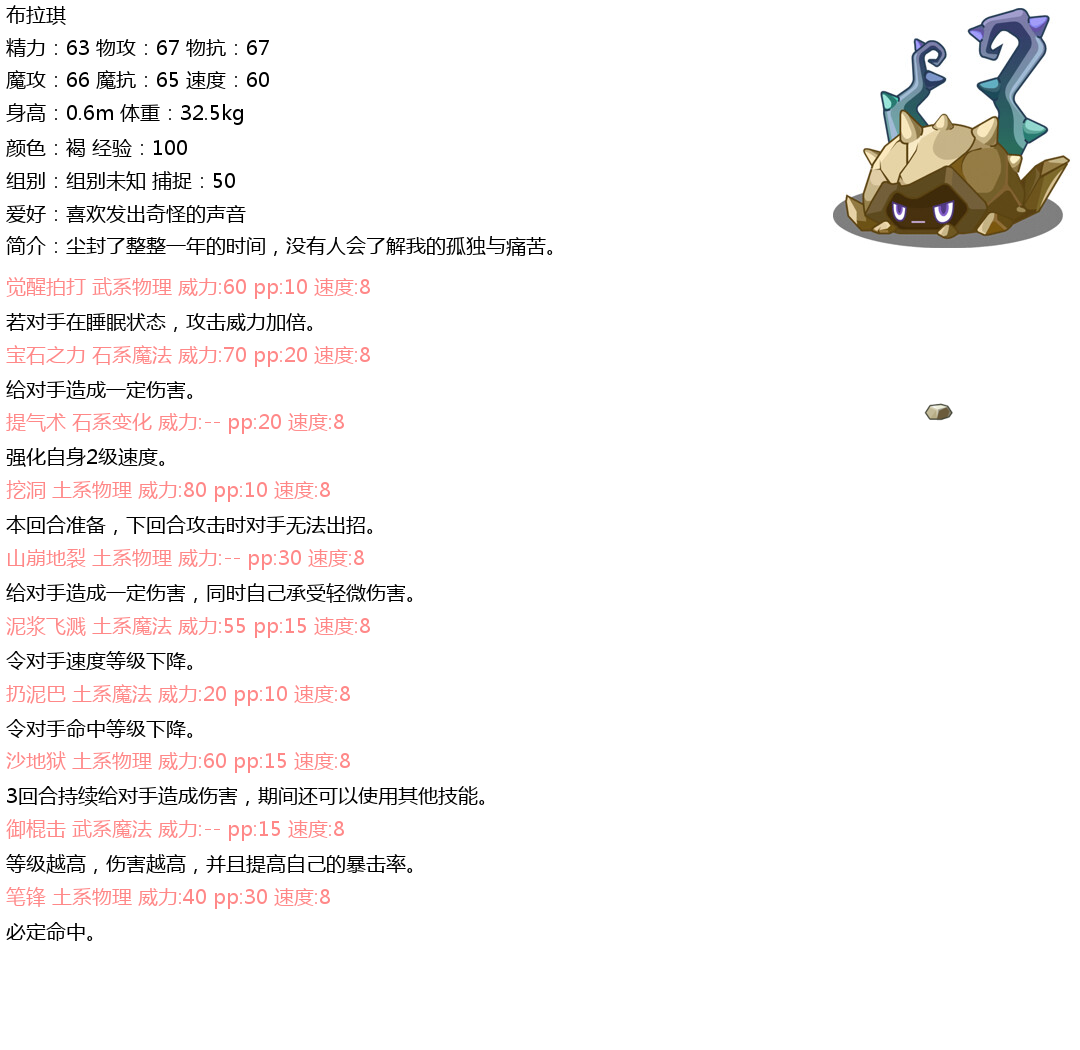 布拉琪
精力：63 物攻：67 物抗：67
魔攻：66 魔抗：65 速度：60
身高：0.6m 体重：32.5kg
颜色：褐 经验：100
组别：组别未知 捕捉：50
爱好：喜欢发出奇怪的声音
简介：尘封了整整一年的时间，没有人会了解我的孤独与痛苦。
觉醒拍打 武系物理 威力:60 pp:10 速度:8
若对手在睡眠状态，攻击威力加倍。
宝石之力 石系魔法 威力:70 pp:20 速度:8
给对手造成一定伤害。
提气术 石系变化 威力:-- pp:20 速度:8
强化自身2级速度。
挖洞 土系物理 威力:80 pp:10 速度:8
本回合准备，下回合攻击时对手无法出招。
山崩地裂 土系物理 威力:-- pp:30 速度:8
给对手造成一定伤害，同时自己承受轻微伤害。
泥浆飞溅 土系魔法 威力:55 pp:15 速度:8
令对手速度等级下降。
扔泥巴 土系魔法 威力:20 pp:10 速度:8
令对手命中等级下降。
沙地狱 土系物理 威力:60 pp:15 速度:8
3回合持续给对手造成伤害，期间还可以使用其他技能。
御棍击 武系魔法 威力:-- pp:15 速度:8
等级越高，伤害越高，并且提高自己的暴击率。
笔锋 土系物理 威力:40 pp:30 速度:8
必定命中。